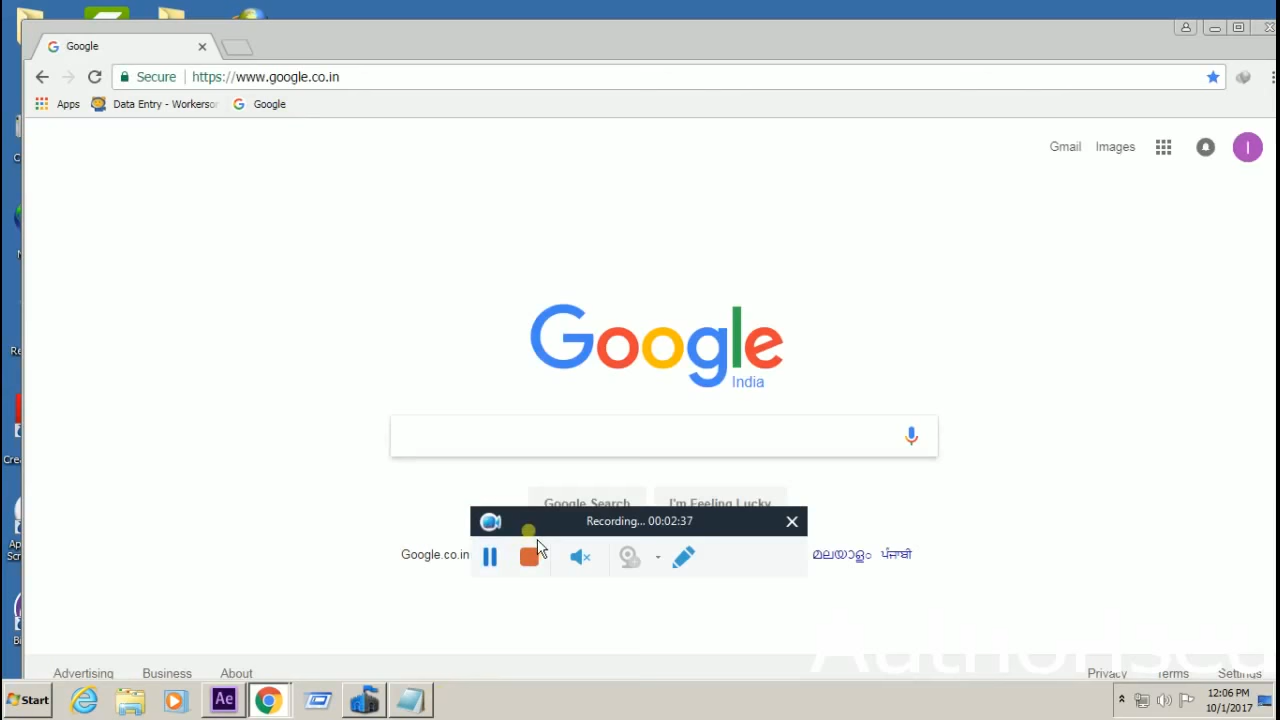 Google
Secure https://www.google.co.in
Apps Data Entry - Workersor Google
Gmail Images I
Google
India
Google Search I'm Feeling Lucky
Recording... 00:02:37
Google.co.in മലയാളം ਪੰਜਾਬੀ
Advertising Business About Privacy Terms Settings
Start Ae 12:06 PM
10/1/2017